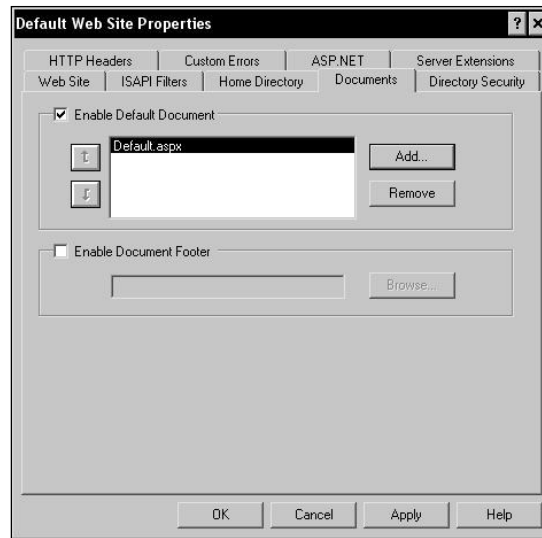 Default Web Site Properties
? ×
HTTP Headers Custom Errors ASP.NET Server Extensions
Web Site ISAPI Filters Home Directory Documents Directory Security
Enable Default Document
Default.aspx
Add...
Remove
Enable Document Footer
Browse...
OK Cancel Apply Help